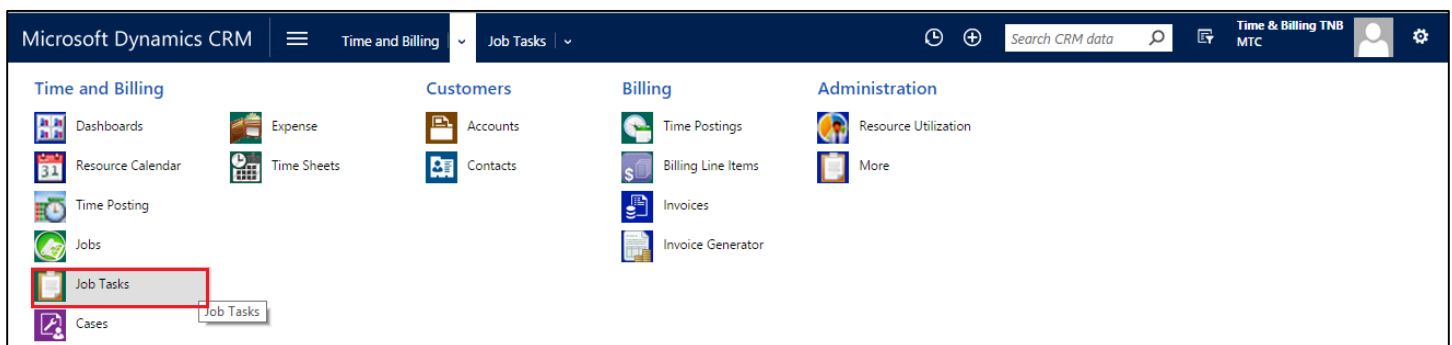 Microsoft Dynamics CRM Time and Billing Job Tasks Search CRM data Time & Billing TNB
MTC
Time and Billing Customers Billing Administration
Dashboards Expense Accounts Time Postings Resource Utilization
31 Resource Calendar Time Sheets Contacts $ Billing Line Items More
Time Posting Invoices
Jobs Invoice Generator
Job Tasks
Job Tasks
Cases